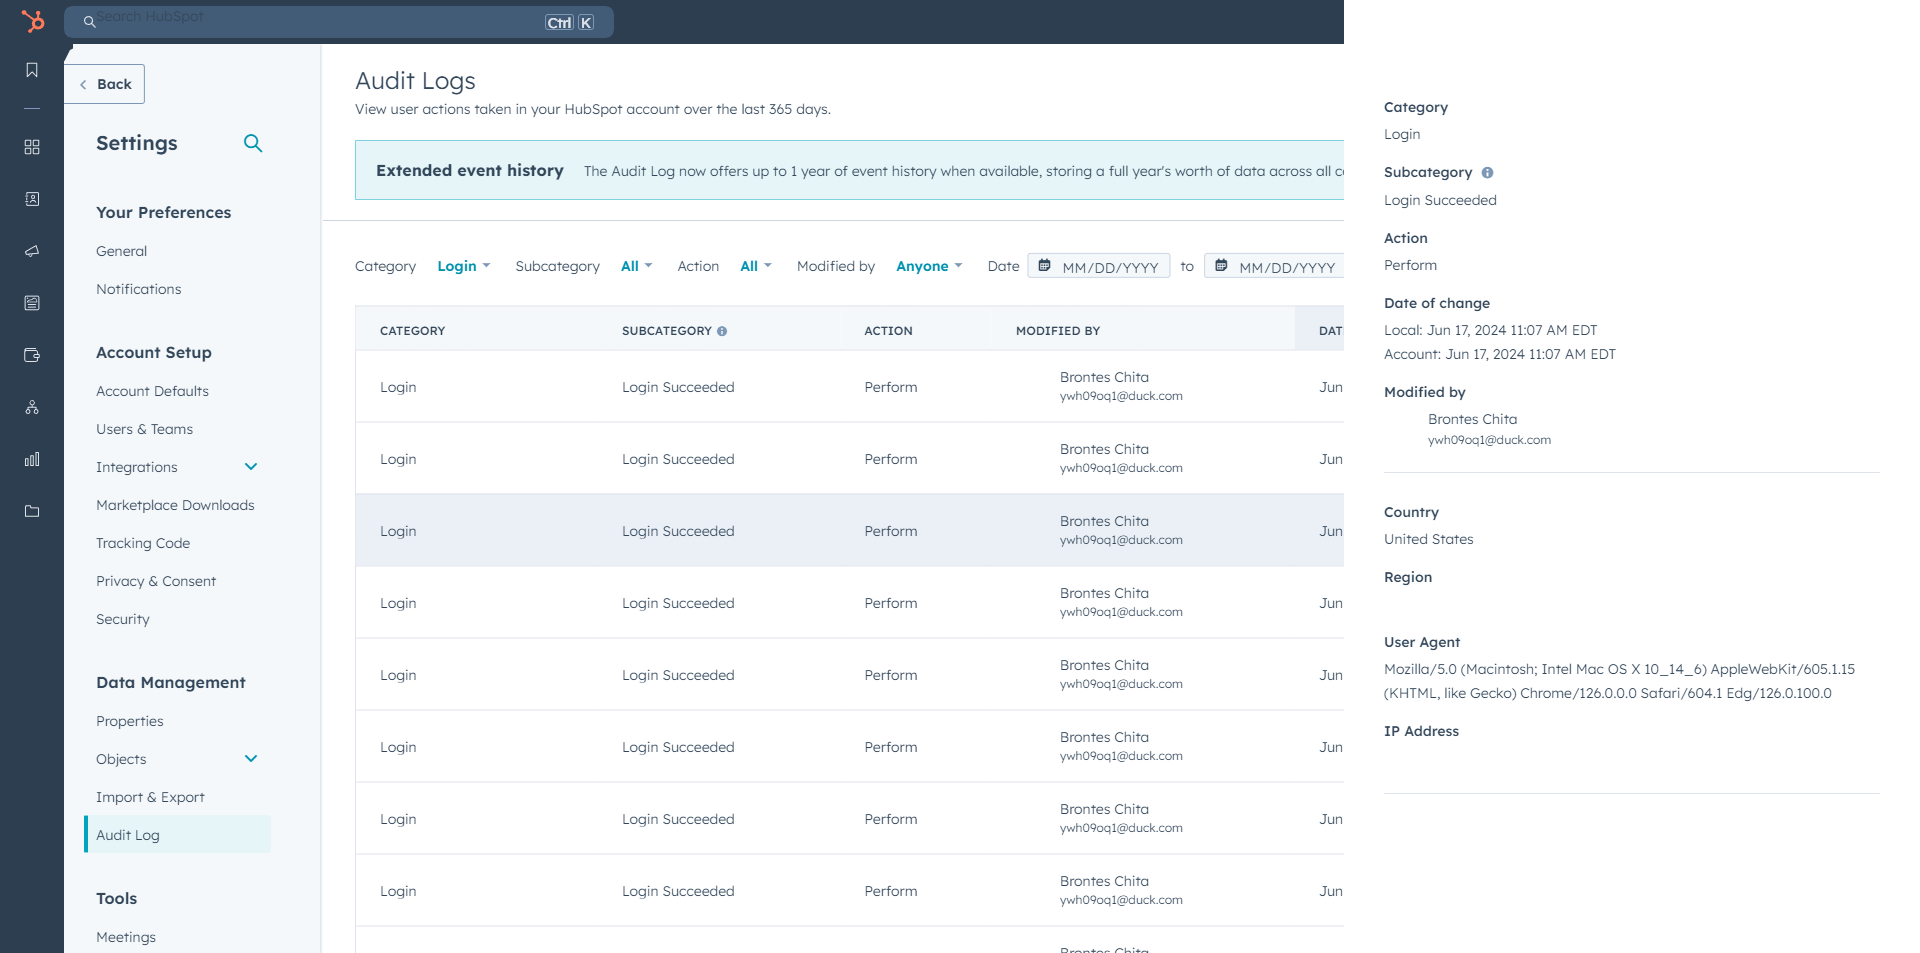 Search HubSpot
Ctrl K
Back
Settings
Your Preferences
General
Notifications
Account Setup
Account Defaults
Users & Teams
Integrations
Marketplace Downloads
Tracking Code
Privacy & Consent
Security
Data Management
Properties
Objects
Import & Export
Audit Log
Tools
Meetings
Audit Logs
View user actions taken in your HubSpot account over the last 365 days.
Extended event history The Audit Log now offers up to 1 year of event history when available, storing a full year's worth of data across all c
Category Login Subcategory All Action All Modified by Anyone Date MM/DD/YYYY to MM/DD/YYYY
CATEGORY SUBCATEGORY ACTION MODIFIED BY DAT
Login Login Succeeded Perform Brontes Chita Jun
ywh09oq1@duck.com
Login Login Succeeded Perform Brontes Chita Jun
ywh09oq1@duck.com
Login Login Succeeded Perform Brontes Chita Jun
ywh09oq1@duck.com
Login Login Succeeded Perform Brontes Chita Jun
ywh09oq1@duck.com
Login Login Succeeded Perform Brontes Chita Jun
ywh09oq1@duck.com
Login Login Succeeded Perform Brontes Chita Jun
ywh09oq1@duck.com
Login Login Succeeded Perform Brontes Chita Jun
ywh09oq1@duck.com
Login Login Succeeded Perform Brontes Chita Jun
ywh09oq1@duck.com
Brontes Chita
Category
Login
Subcategory
Login Succeeded
Action
Perform
Date of change
Local: Jun 17, 2024 11:07 AM EDT
Account: Jun 17, 2024 11:07 AM EDT
Modified by
Brontes Chita
ywh09oq1@duck.com
Country
United States
Region
User Agent
Mozilla/5.0 (Macintosh; Intel Mac OS X 10_14_6) AppleWebKit/605.1.15
(KHTML, like Gecko) Chrome/126.0.0.0 Safari/604.1 Edg/126.0.100.0
IP Address